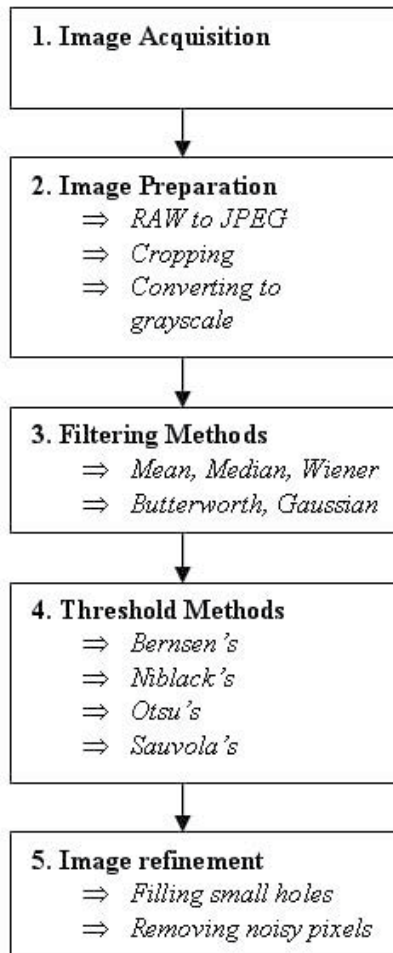 1. Image Acquisition
2. Image Preparation
⇒ RAW to JPEG
⇒ Cropping
⇒ Converting to
grayscale
3. Filtering Methods
⇒ Mean, Median, Wiener
⇒ Butterworth, Gaussian
4. Threshold Methods
⇒ Bernsen's
⇒ Niblack's
⇒ Otsu's
⇒ Sauvola's
5. Image refinement
⇒ Filling small holes
⇒ Removing noisy pixels